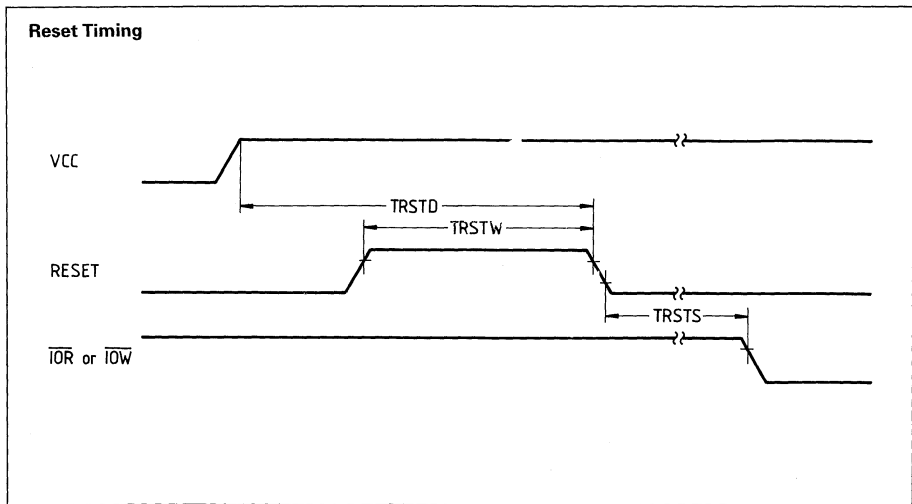 Reset Timing
VCC
TRSTD
TRSTW
RESET
TRSTS
IOR or IOW